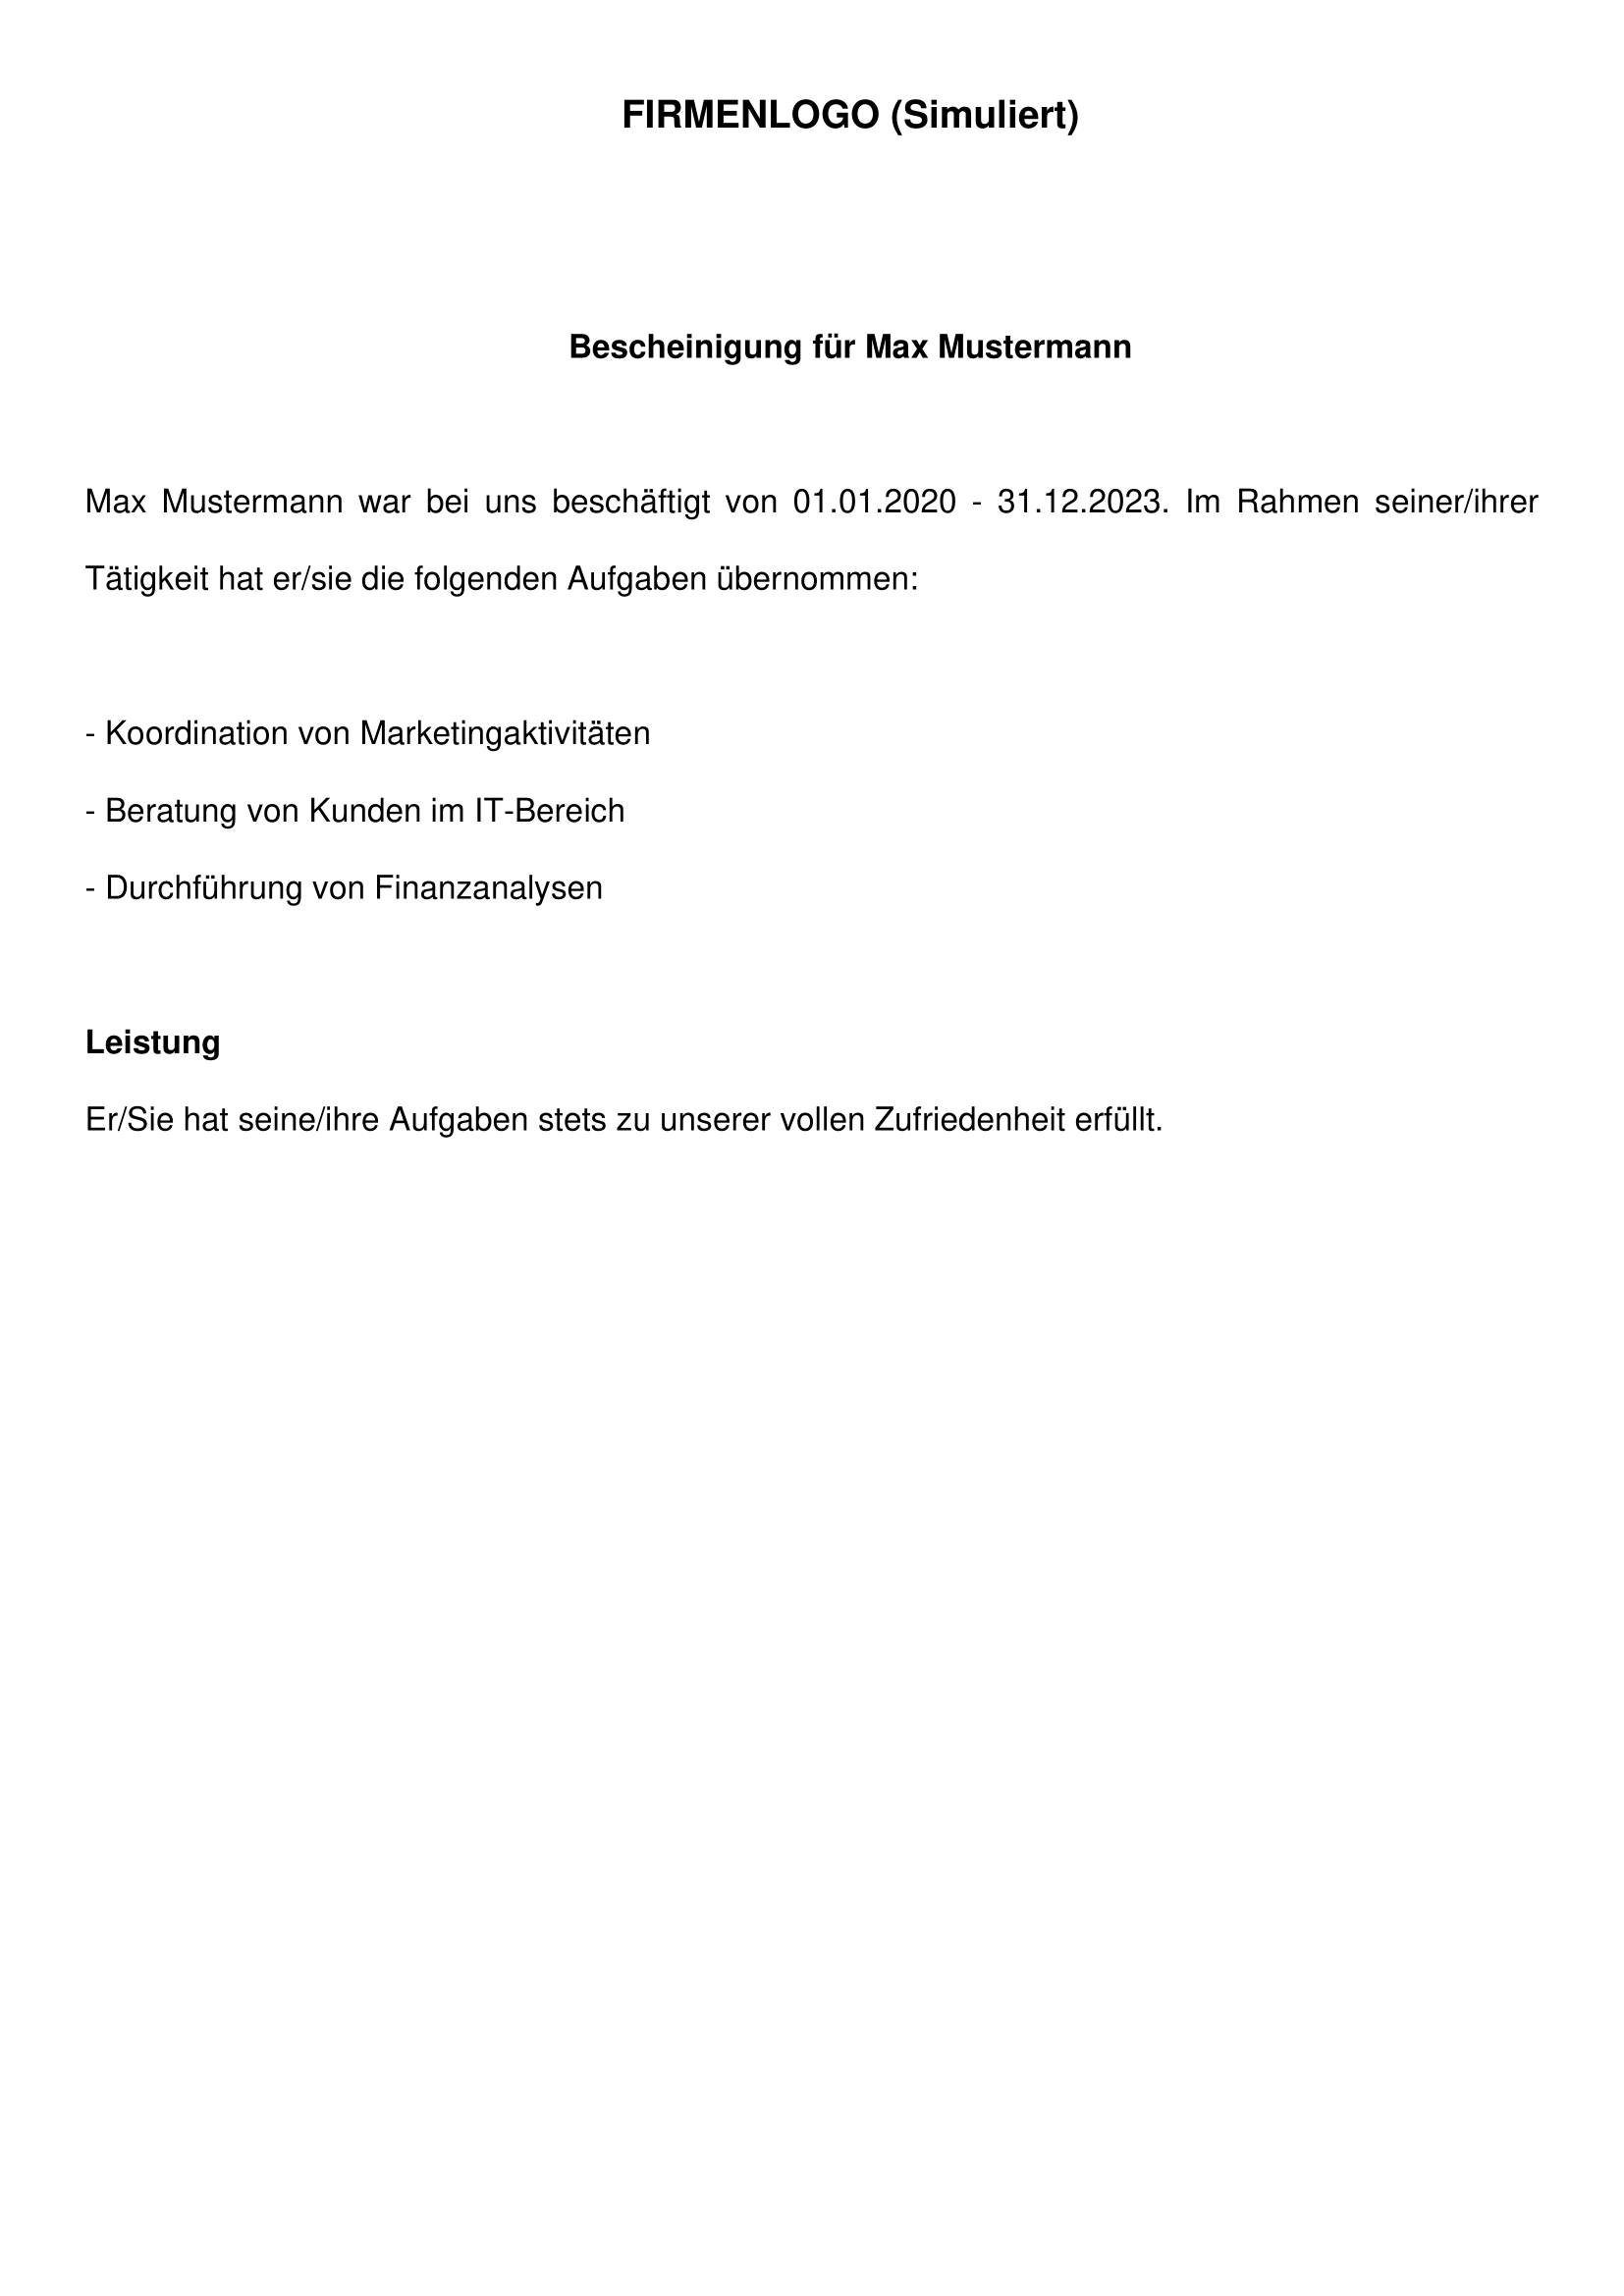 FIRMENLOGO (Simuliert)
Bescheinigung für Max Mustermann
Max Mustermann war bei uns beschäftigt von 01.01.2020 - 31.12.2023. Im Rahmen seiner/ihrer
Tätigkeit hat er/sie die folgenden Aufgaben übernommen:
- Koordination von Marketingaktivitäten
- Beratung von Kunden im IT-Bereich
- Durchführung von Finanzanalysen
Leistung
Er/Sie hat seine/ihre Aufgaben stets zu unserer vollen Zufriedenheit erfüllt.